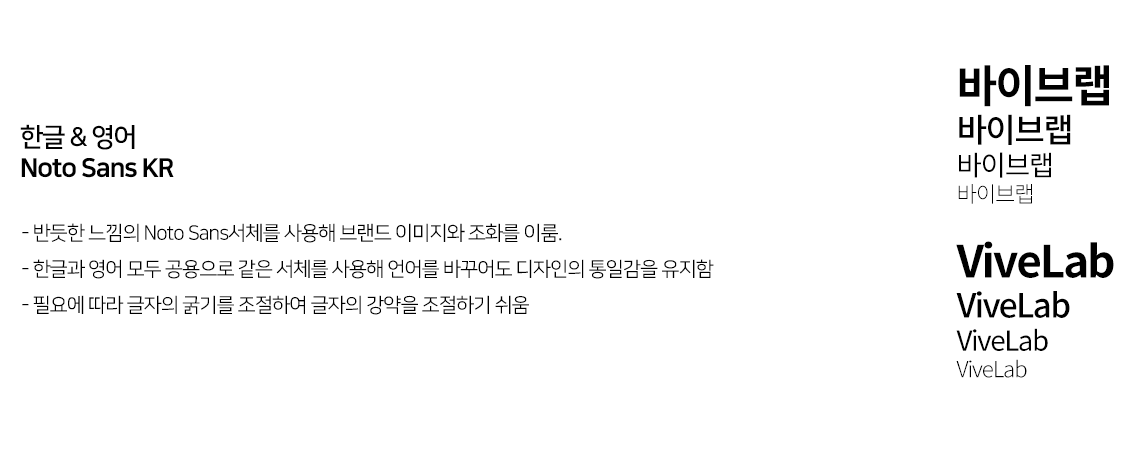 한글 & 영어
Noto Sans KR
- 반듯한 느낌의 Noto Sans서체를 사용해 브랜드 이미지와 조화를 이룸.
- 한글과 영어 모두 공용으로 같은 서체를 사용해 언어를 바꾸어도 디자인의 통일감을 유지함
- 필요에 따라 글자의 굵기를 조절하여 글자의 강약을 조절하기 쉬움
바이브랩
바이브랩
바이브랩
바이브랩
ViveLab
ViveLab
ViveLab
ViveLab